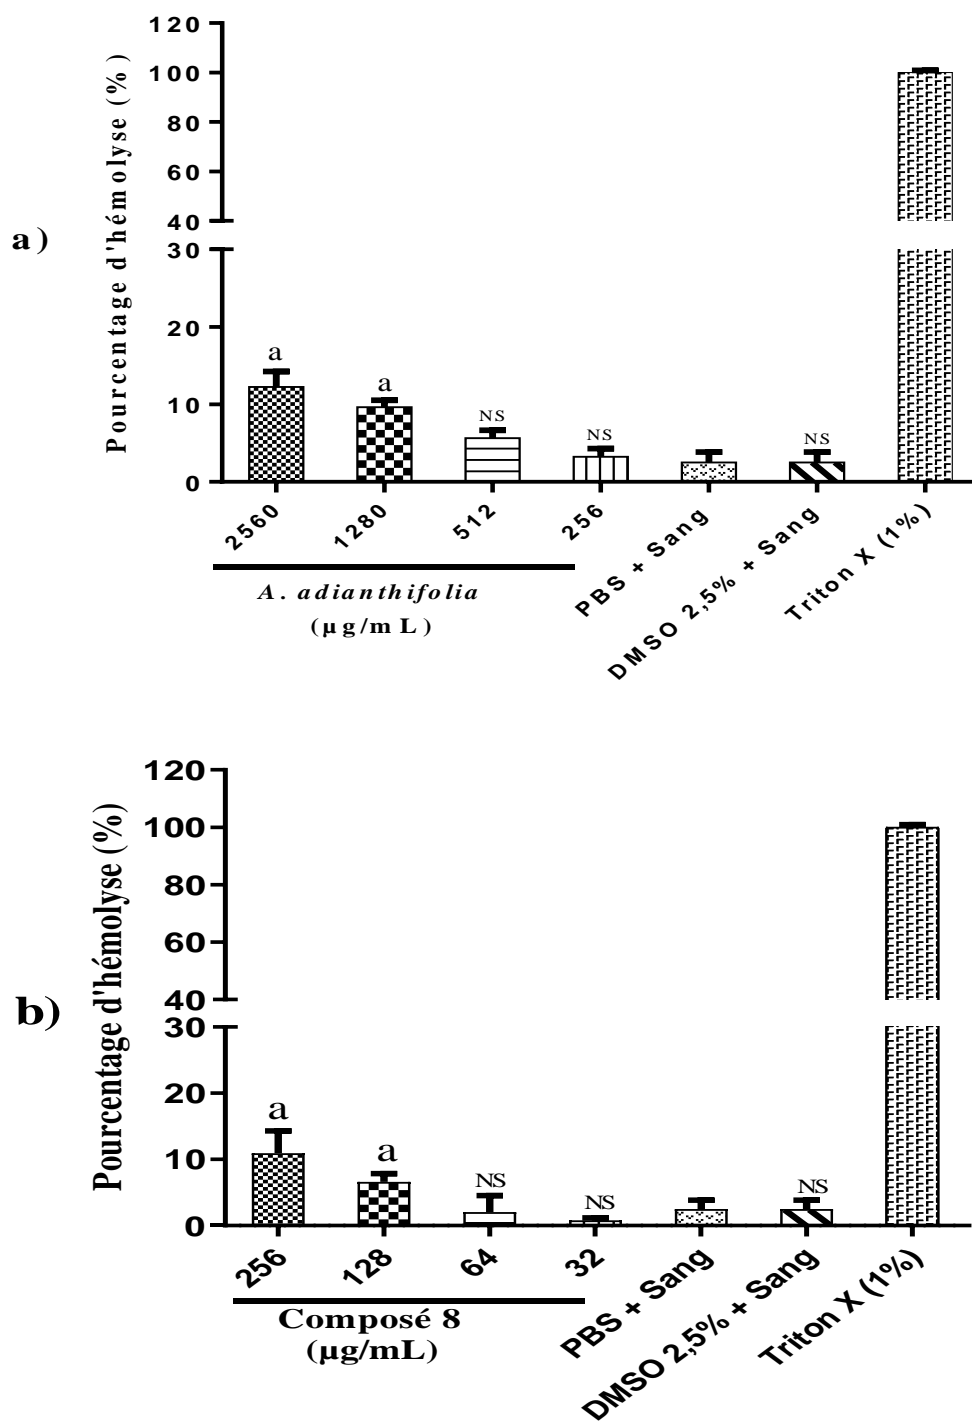 a)
Pourcentage d'hémolyse (%)
120
100
80
60
40
30
20
10
0
a
a
NS
NS
NS
2560
1280
512
256
PBS + Sang
DMSO 2,5% + Sang
Triton X (1%)
A. adianthifolia
(µg/mL)
b)
Pourcentage d'hémolyse (%)
120
100
80
60
40
30
20
10
0
a
a
NS
NS
NS
256
128
64
32
PBS + Sang
DMSO 2,5% + Sang
Triton X (1%)
Composé 8
(µg/mL)